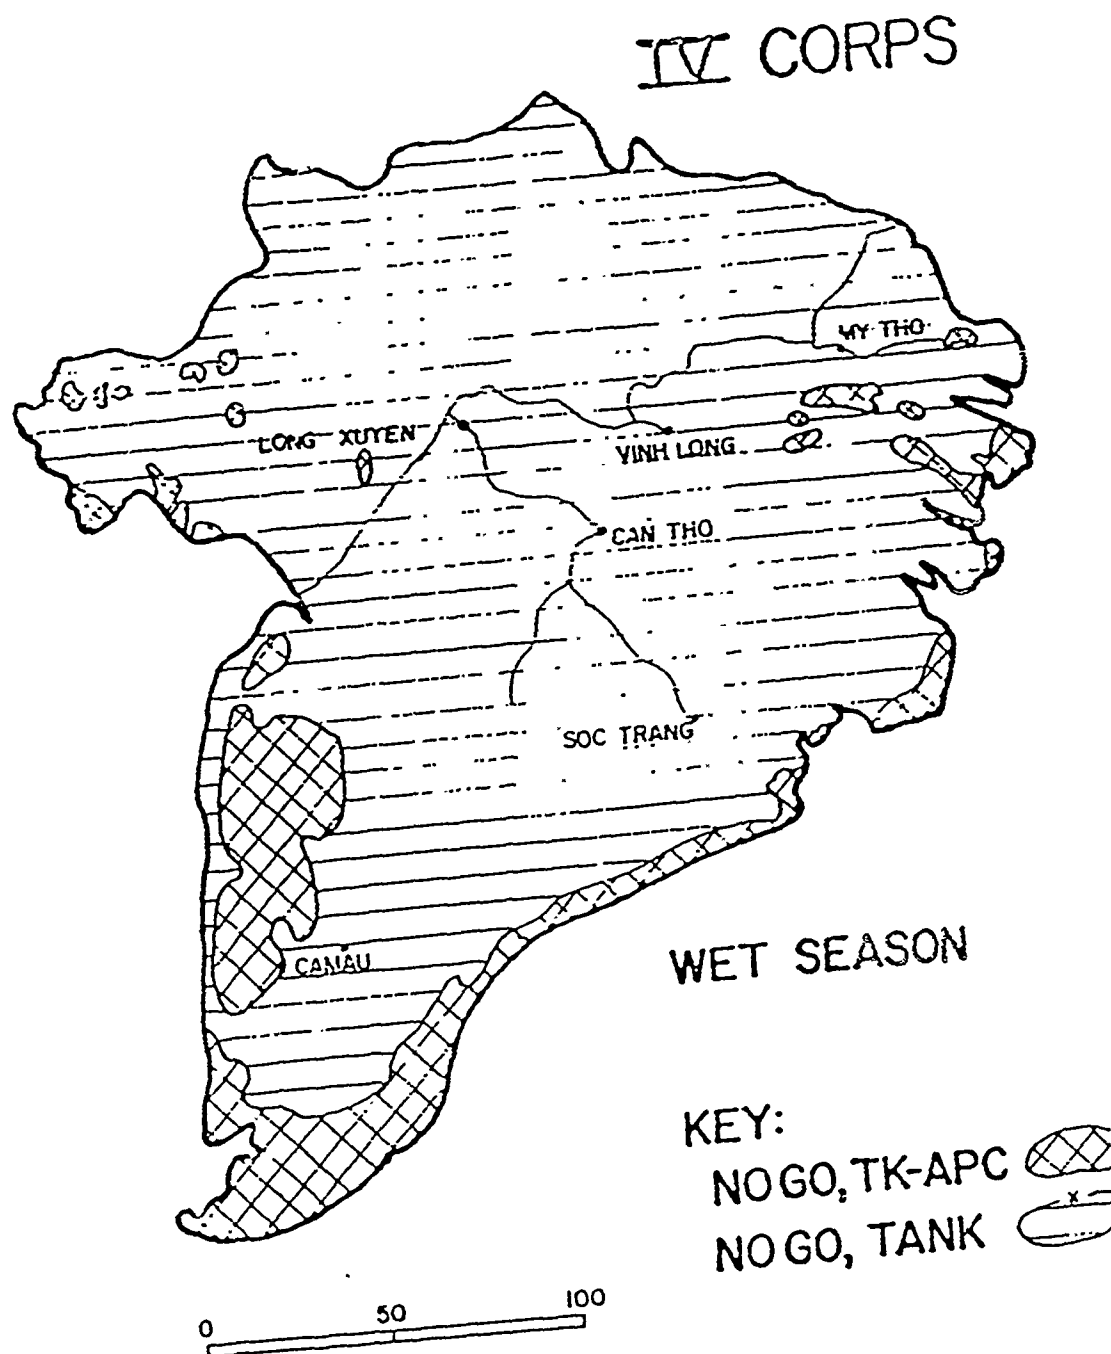 IV CORPS
MY THO
LONG XUYEN
VINH LONG
CAN THO
SOC TRANG
CAMAU
WET SEASON
KEY:
NO GO, TK-APC
x
NO GO, TANK
0 50 100